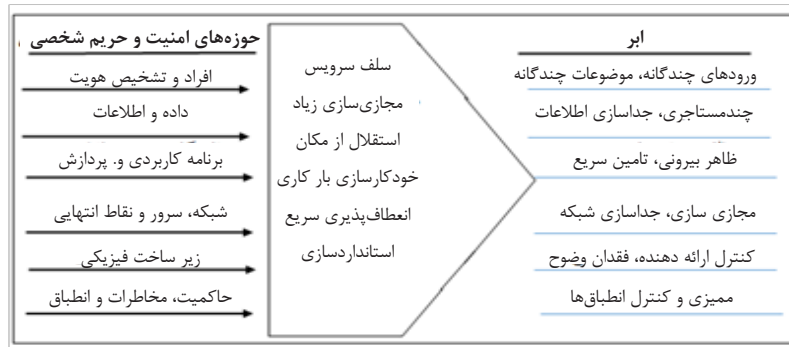 حوزه‌های امنیت و حریم شخصی
افراد و تشخیص هویت
داده و اطلاعات
برنامه کاربردی و. پردازش
شبکه، سرور و نقاط انتهایی
زیر ساخت فیزیکی
حاکمیت، مخاطرات و انطباق
سلف سرویس
مجازی‌سازی زیاد
استقلال از مکان
خودکارسازی بار کاری
انعطاف‌پذیری سریع
استانداردسازی
ابر
ورودهای چندگانه، موضوعات چندگانه
چندمستاجری، جداسازی اطلاعات
ظاهر بیرونی، تامین سریع
مجازی سازی، جداسازی شبکه
کنترل ارائه دهنده، فقدان وضوح
ممیزی و کنترل انطباق‌ها